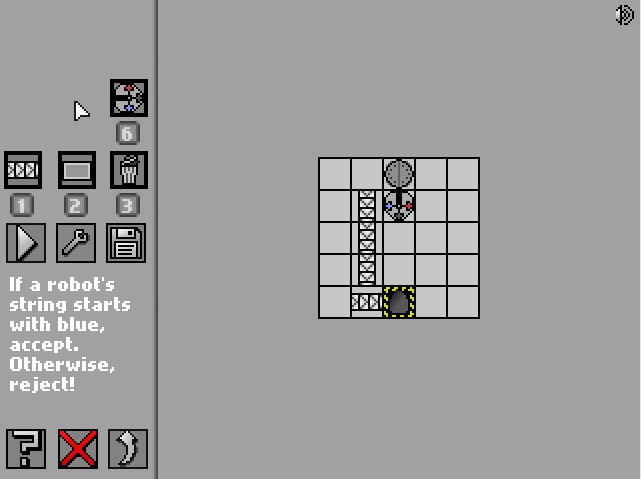 6
1 2 3
If a robot's
string starts
with blue,
accept.
Otherwise,
reject!